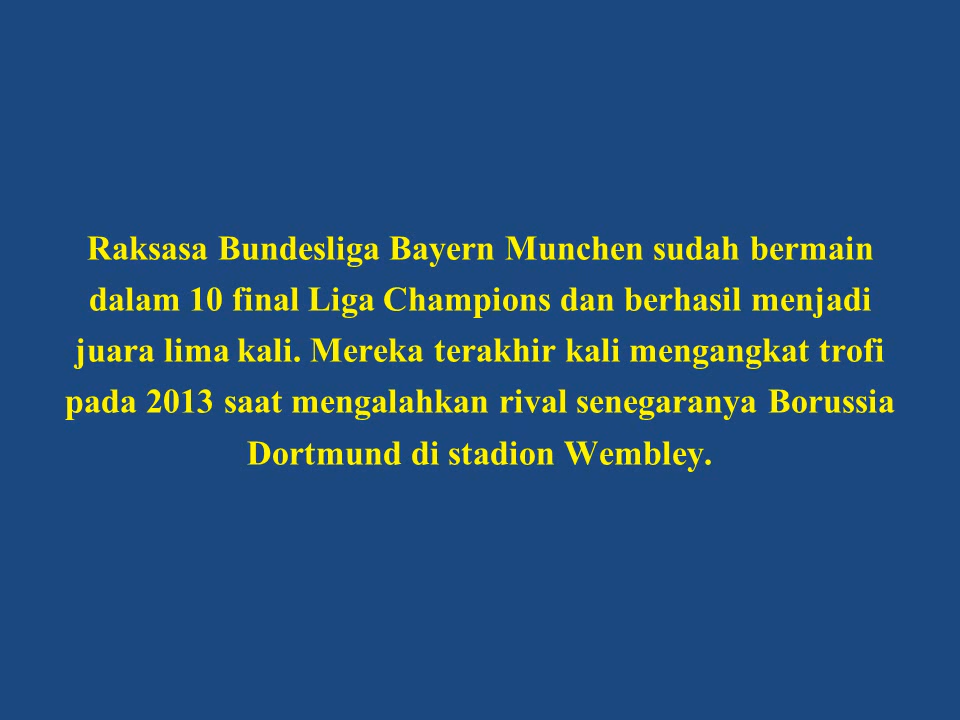 Raksasa Bundesliga Bayern Munchen sudah bermain
dalam 10 final Liga Champions dan berhasil menjadi
juara lima kali. Mereka terakhir kali mengangkat trofi
pada 2013 saat mengalahkan rival senegaranya Borussia
Dortmund di stadion Wembley.